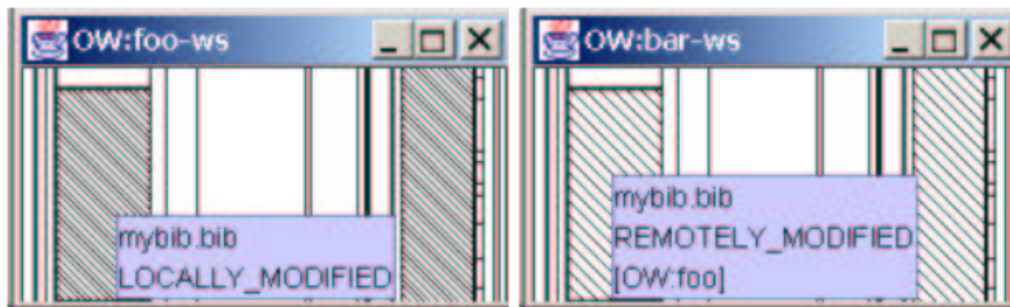 OW:foo-ws
mybib.bib
LOCALLY_MODIFIED
OW:bar-ws
mybib.bib
REMOTELY_MODIFIED
[OW:foo]